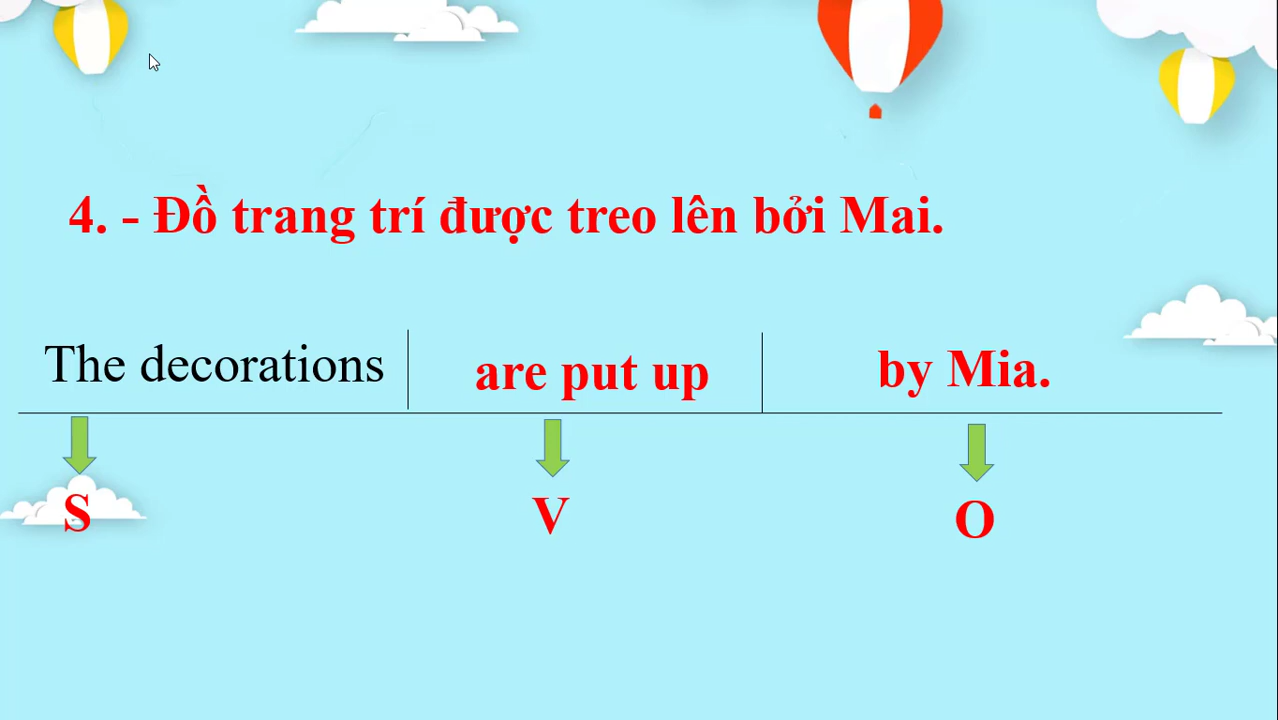 4. - Đồ trang trí được treo lên bởi Mai.
The decorations are put up by Mia.
S V O